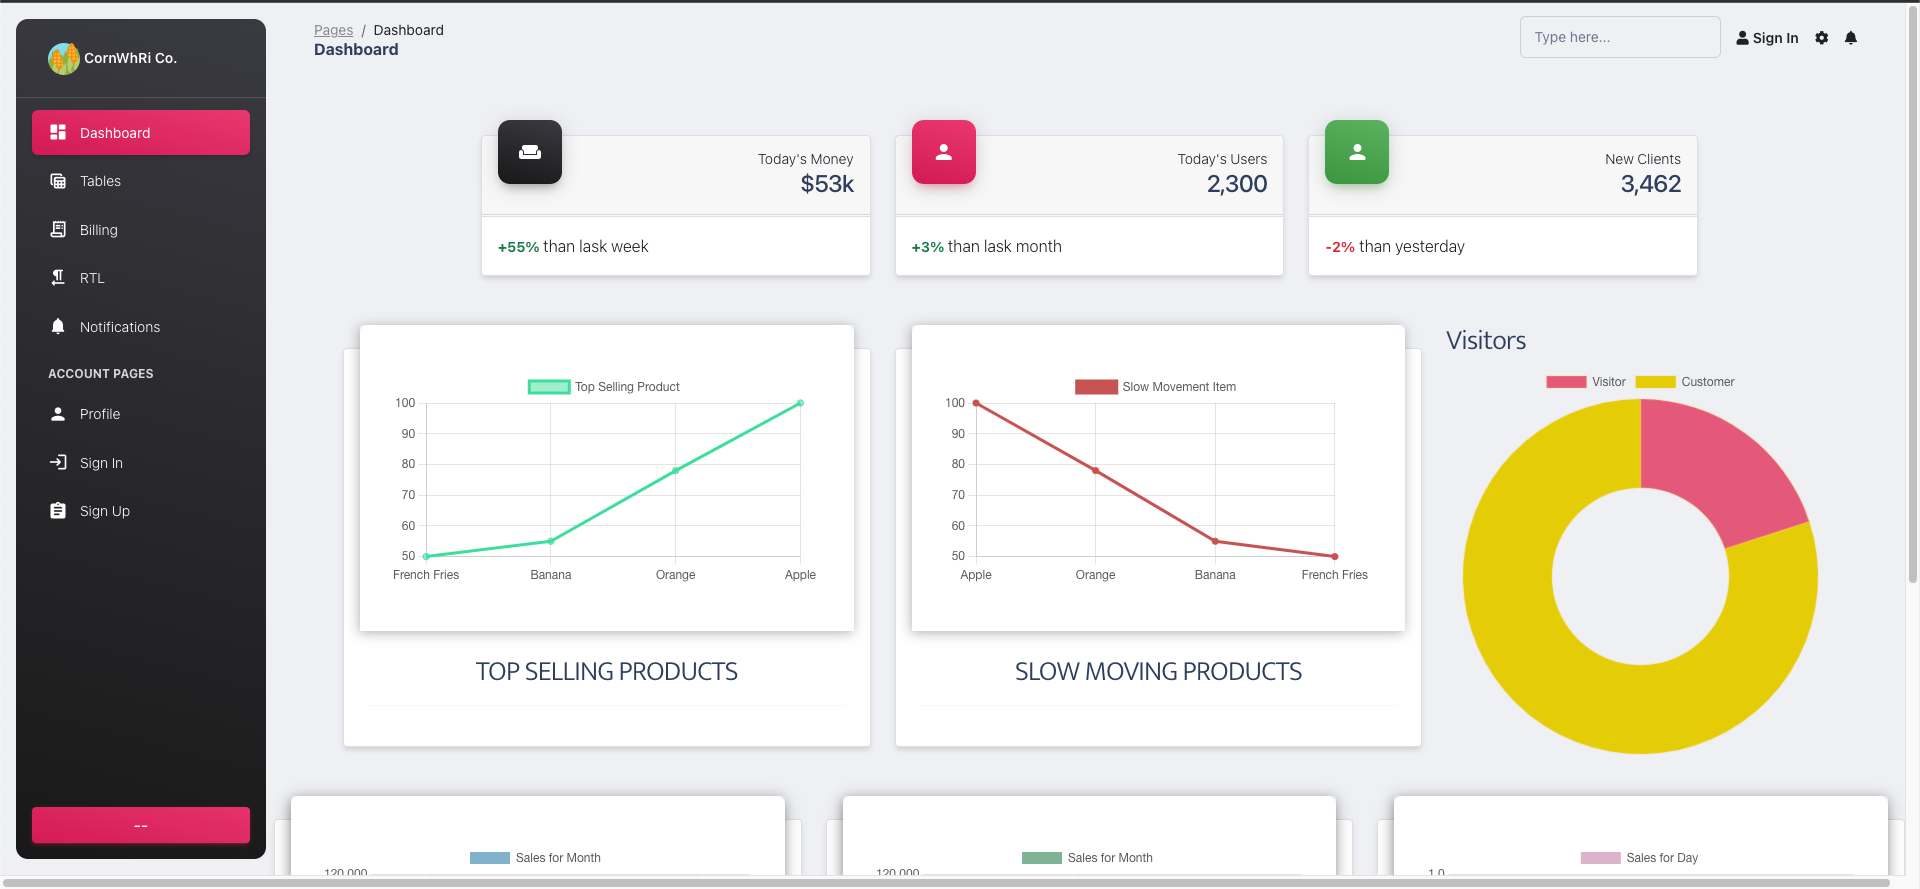 CornWhRi Co.
Dashboard
Tables
Billing
RTL
Notifications
ACCOUNT PAGES
Profile
Sign In
Sign Up
--
Pages / Dashboard
Dashboard
Type here...
Sign In
Today's Money
$53k
+55% than lask week
Today's Users
2,300
+3% than lask month
New Clients
3,462
-2% than yesterday
Top Selling Product
100
90
80
70
60
50
French Fries Banana Orange Apple
TOP SELLING PRODUCTS
Slow Movement Item
100
90
80
70
60
50
Apple Orange Banana French Fries
SLOW MOVING PRODUCTS
Visitors
Visitor Customer
Sales for Month
120,000
Sales for Month
120,000
Sales for Day
1.0